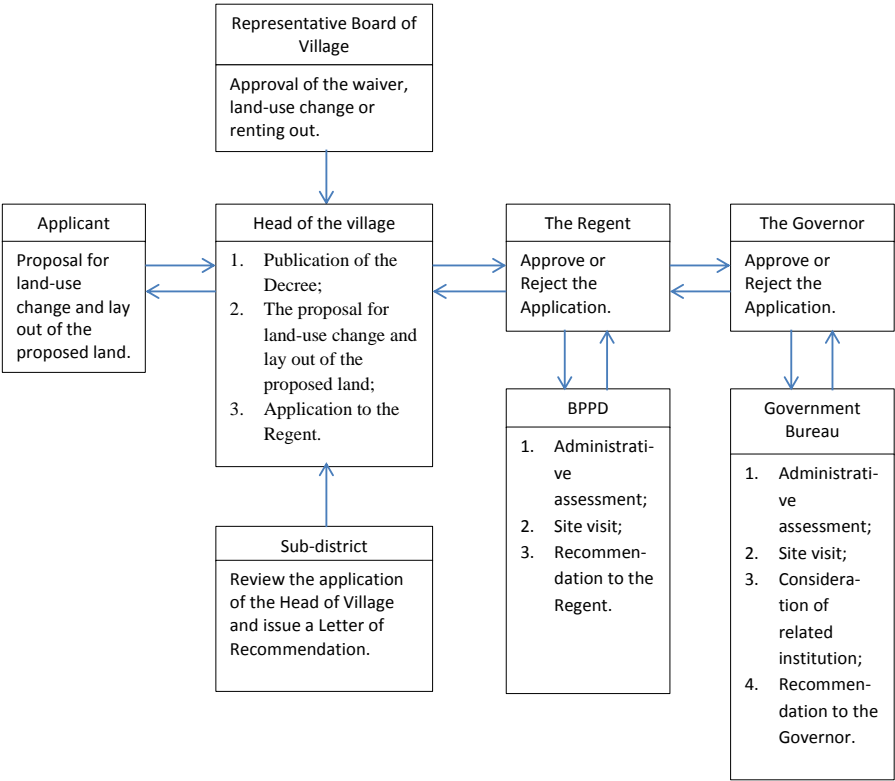 Representative Board of
Village
Approval of the waiver,
land-use change or
renting out.
Applicant
Proposal for
land-use
change and lay
out of the
proposed land.
Head of the village
1. Publication of the
Decree;
2. The proposal for
land-use change and
lay out of the
proposed land;
3. Application to the
Regent.
The Regent
Approve or
Reject the
Application.
The Governor
Approve or
Reject the
Application.
Sub-district
Review the application
of the Head of Village
and issue a Letter of
Recommendation.
BPPD
1. Administrati-
ve
assessment;
2. Site visit;
3. Recommen-
dation to the
Regent.
Government
Bureau
1. Administrati-
ve
assessment;
2. Site visit;
3. Considera-
tion of
related
institution;
4. Recommen-
dation to the
Governor.